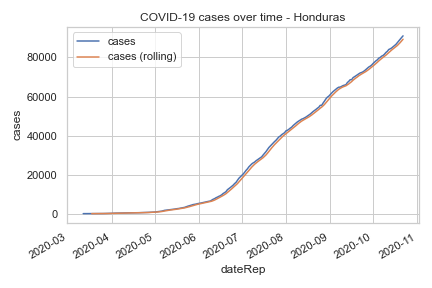 COVID-19 cases over time - Honduras
cases
cases (rolling)
80000
60000
40000
20000
0
cases
2020-03
2020-04
2020-05
2020-06
2020-07
2020-08
2020-09
2020-10
2020-11
dateRep